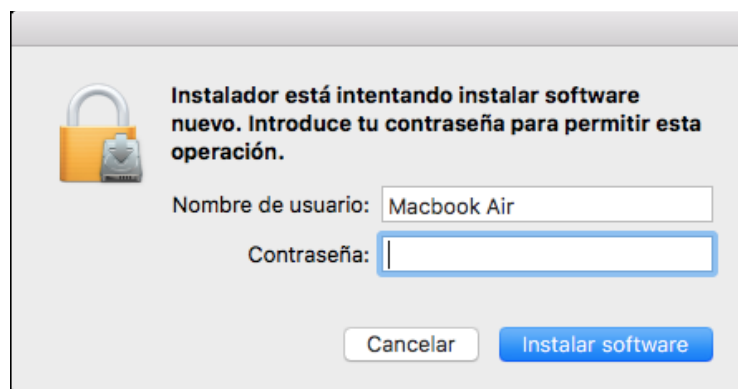 Instalador está intentando instalar software
nuevo. Introduce tu contraseña para permitir esta
operación.
Nombre de usuario: Macbook Air
Contraseña:
Cancelar Instalar software